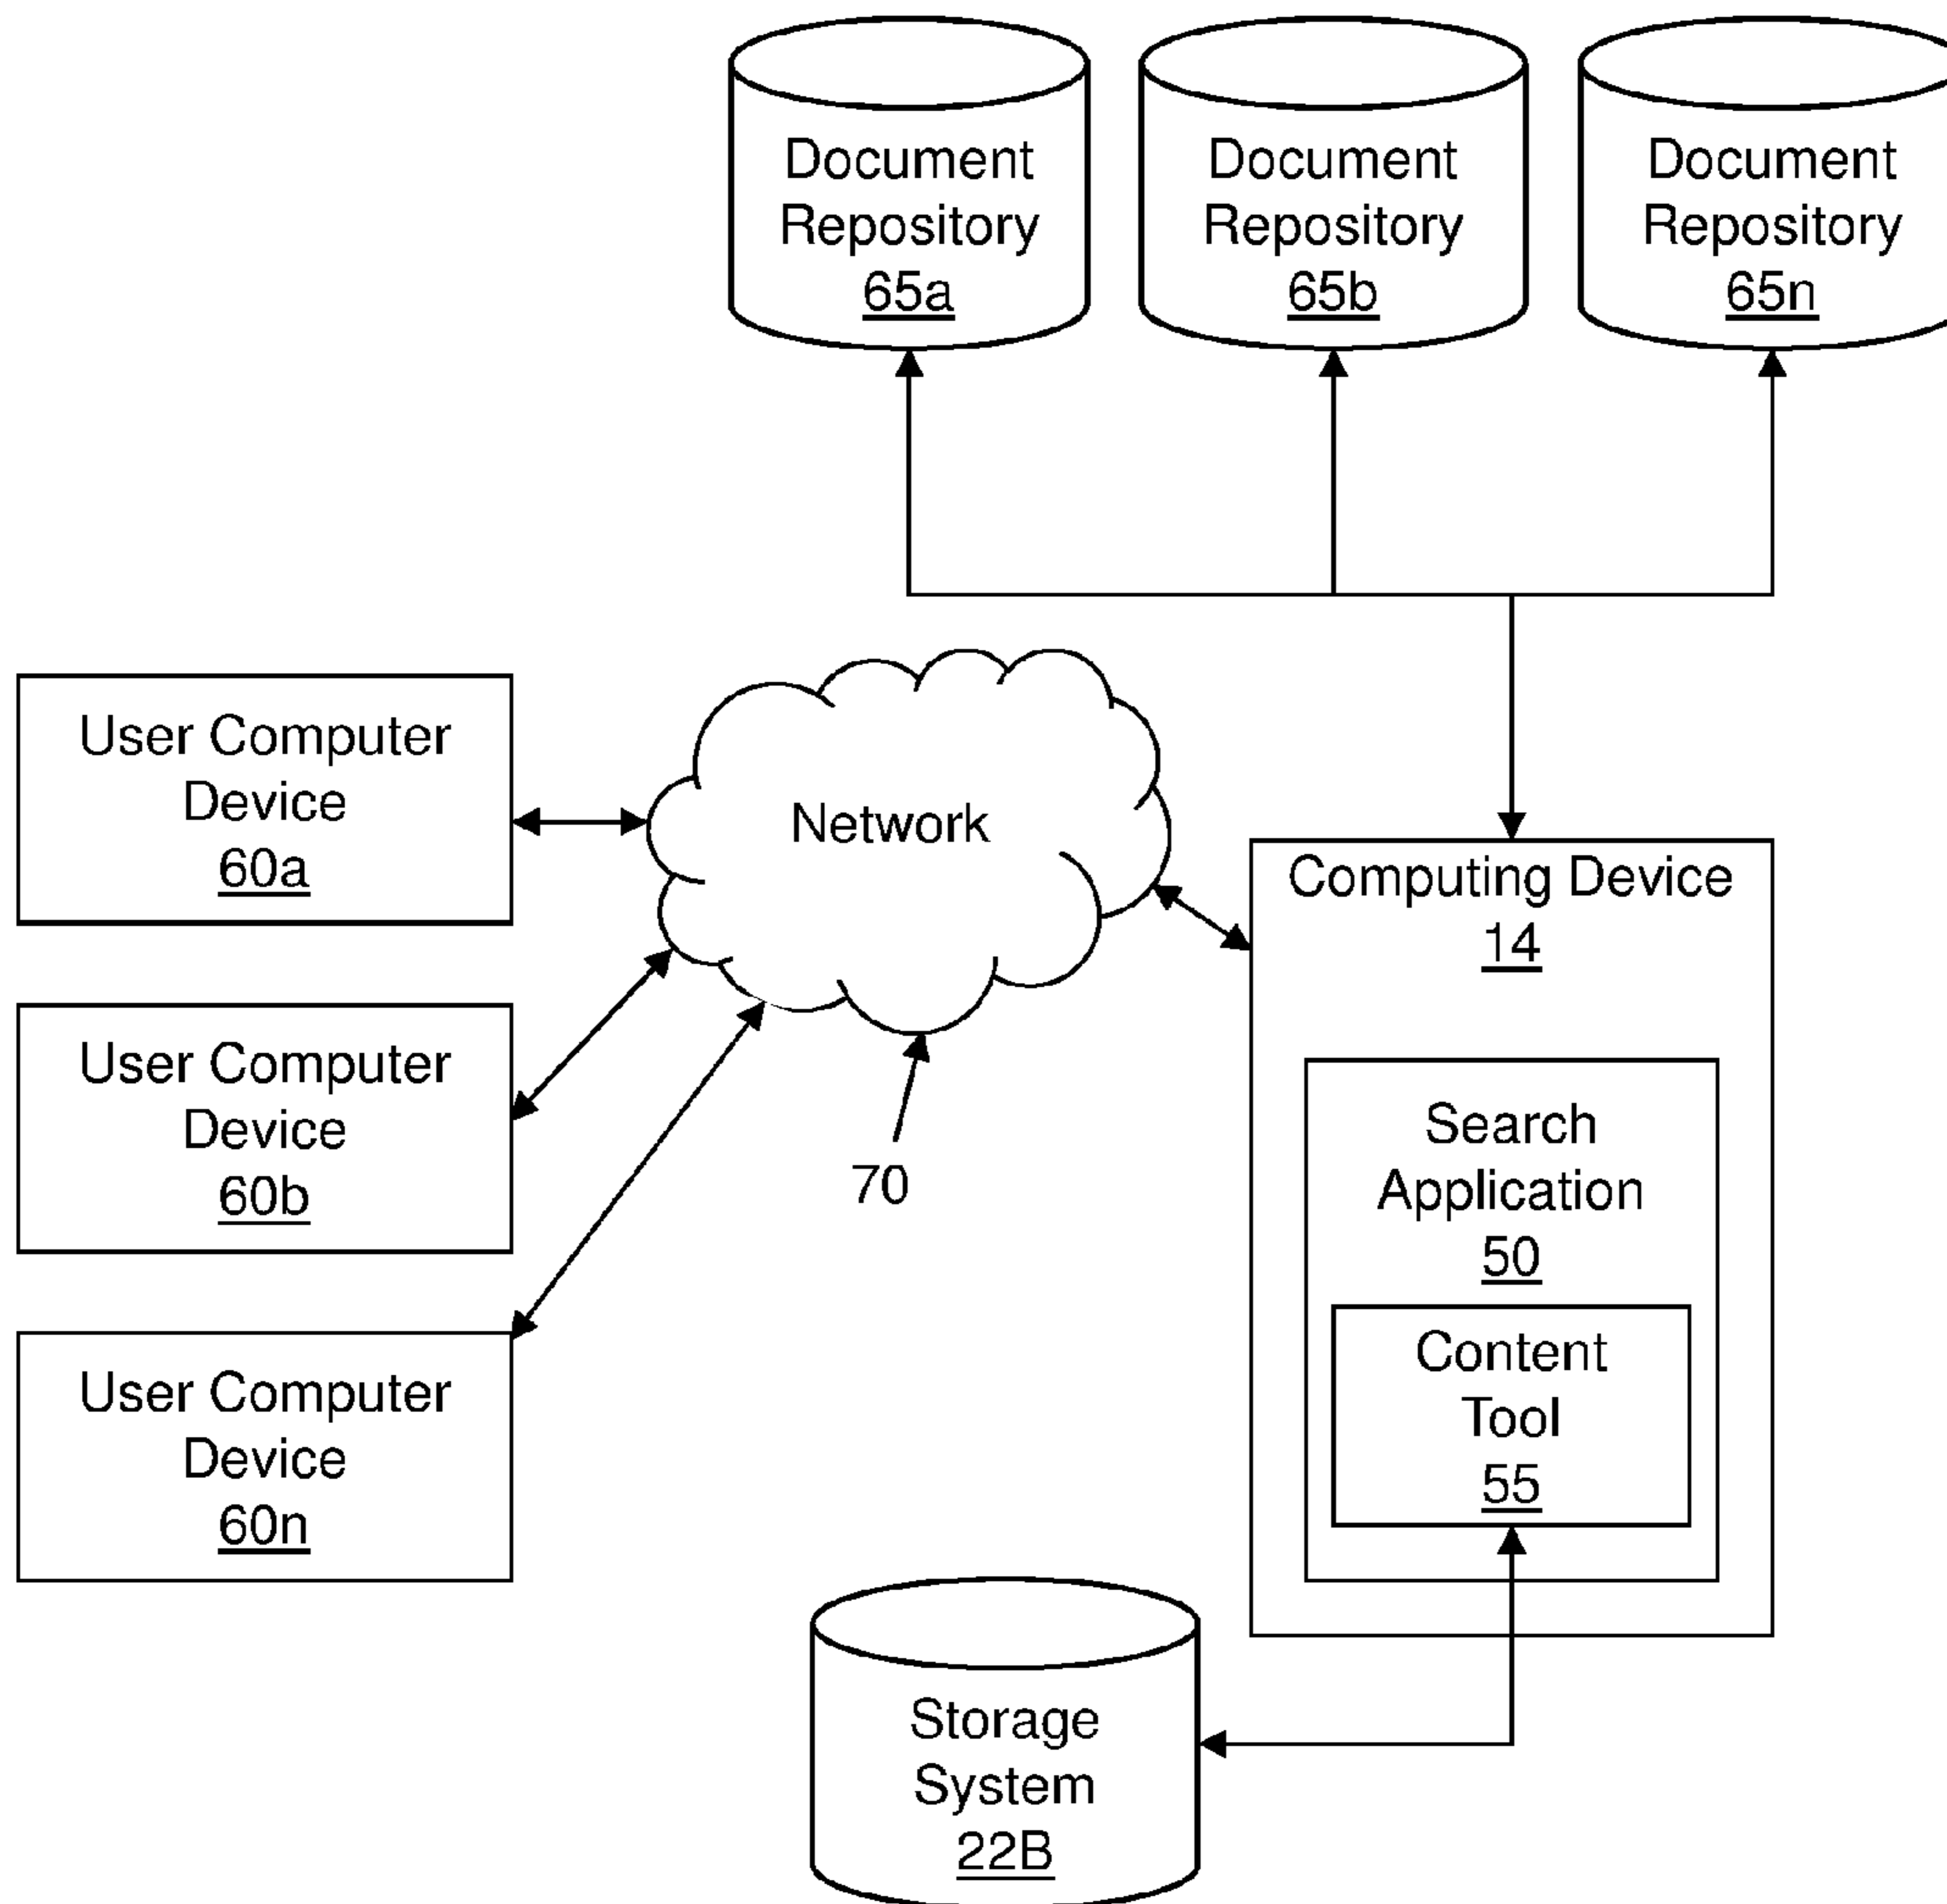 Document
Repository
65a
Document
Repository
65b
Document
Repository
65n
User Computer
Device
60a
Network
Computing Device
14
User Computer
Device
60b
70
Search
Application
50
User Computer
Device
60n
Content
Tool
55
Storage
System
22B